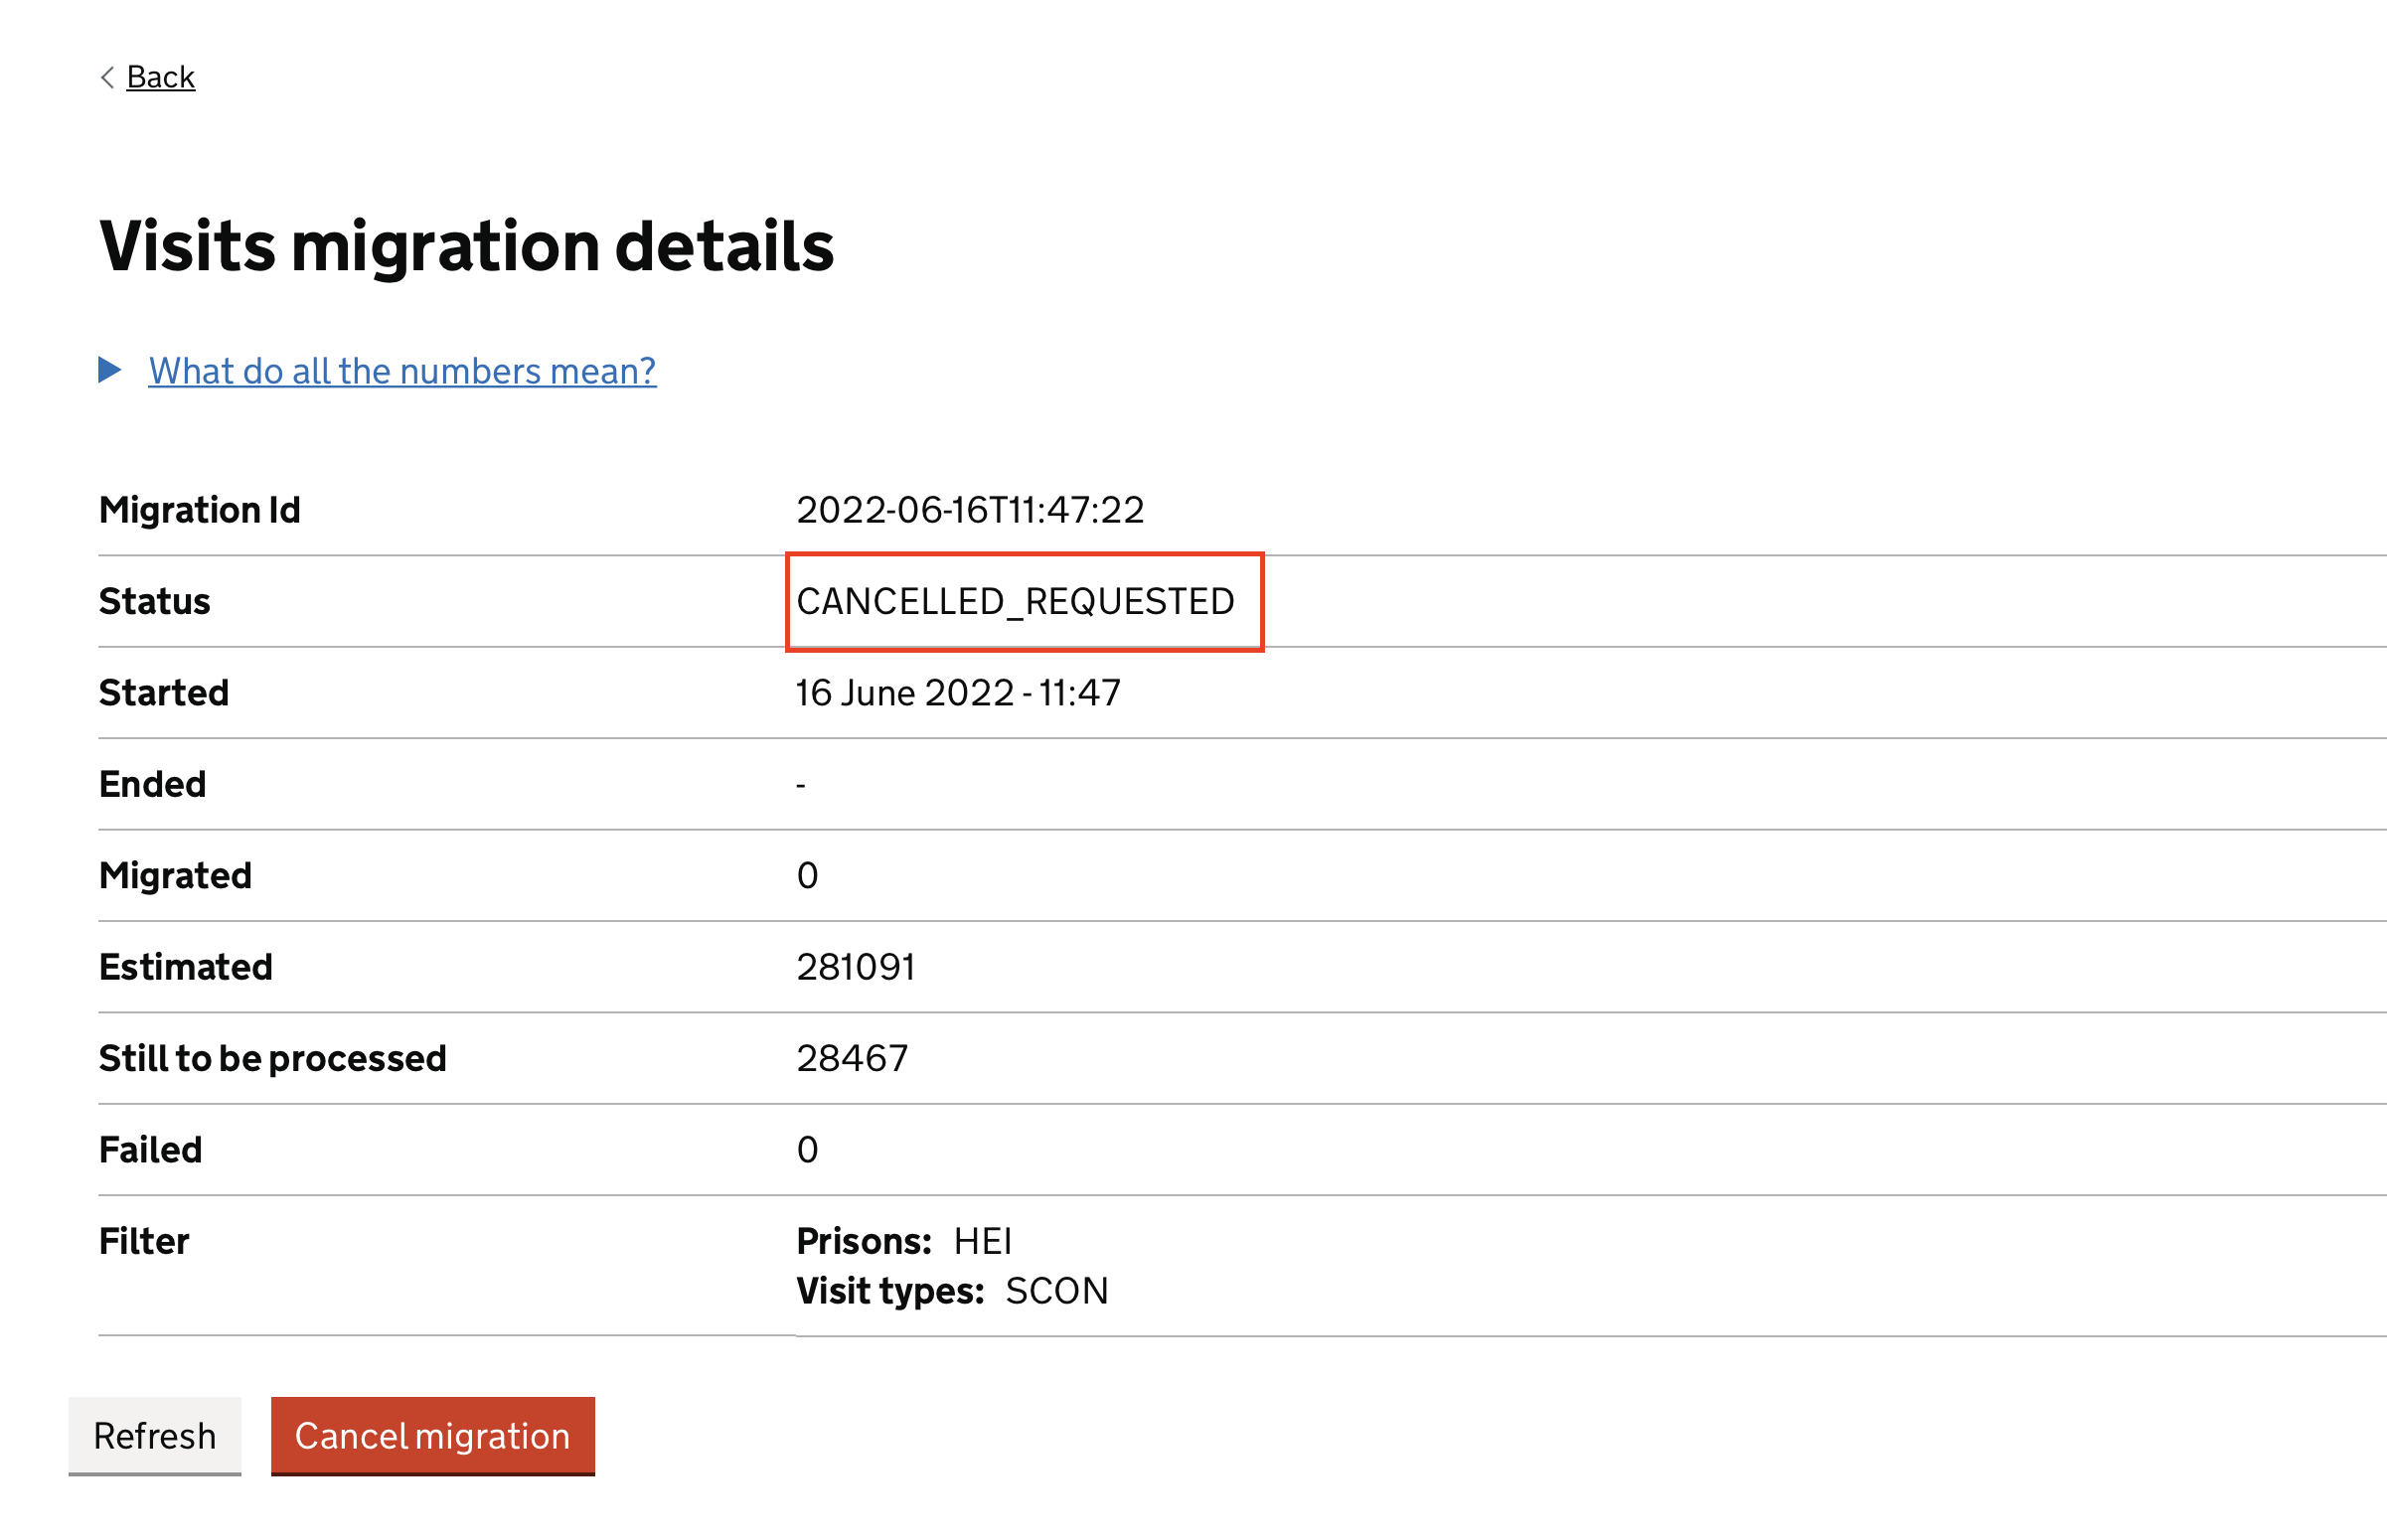 Back
Visits migration details
What do all the numbers mean?
Migration Id 2022-06-16T11:47:22
Status CANCELLED_REQUESTED
Started 16 June 2022 - 11:47
Ended -
Migrated 0
Estimated 281091
Still to be processed 28467
Failed 0
Filter Prisons: HEI
Visit types: SCON
Refresh Cancel migration